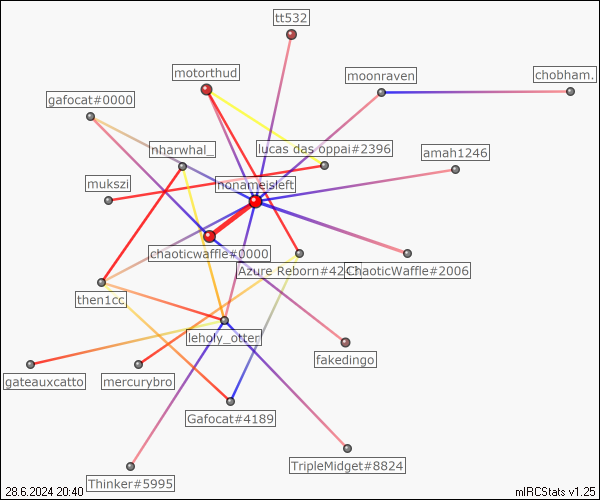 tt532
motorthud
moonraven
chobham.
gafocat#0000
nharwhal_
lucas das oppai#2396
amah1246
mukszi
nonameisleft
chaoticwaffle#0000
Azure Reborn#42
ChaoticWaffle#2006
then1cc
leholy_otter
fakedingo
gateauxcatto
mercurybro
Gafocat#4189
TripleMidget#8824
Thinker#5995
28.6.2024 20:40
mIRCStats v1.25